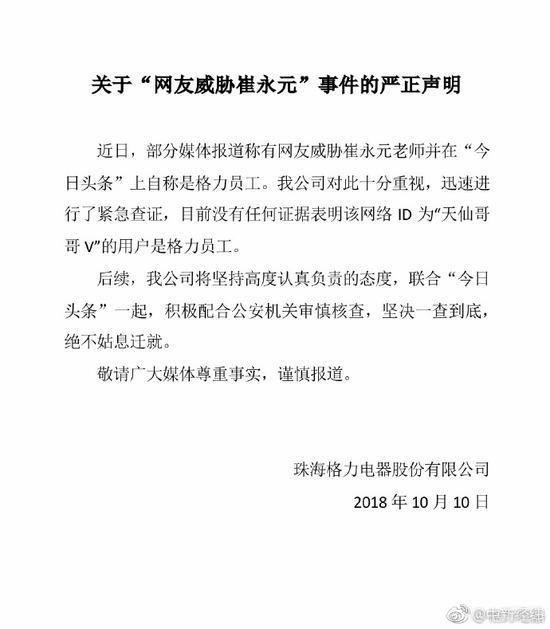 关于“网友威胁崔永元”事件的严正声明
近日，部分媒体报道称有网友威胁崔永元老师并在“今
日头条”上自称是格力员工。我公司对此十分重视，迅速进
行了紧急查证，目前没有任何证据表明该网络 ID 为“天仙哥
哥 V”的用户是格力员工。
后续，我公司将坚持高度认真负责的态度，联合“今日
头条”一起，积极配合公安机关审慎核查，坚决一查到底，
绝不姑息迁就。
敬请广大媒体尊重事实，谨慎报道。
珠海格力电器股份有限公司
2018 年 10 月 10 日
@中新经纬